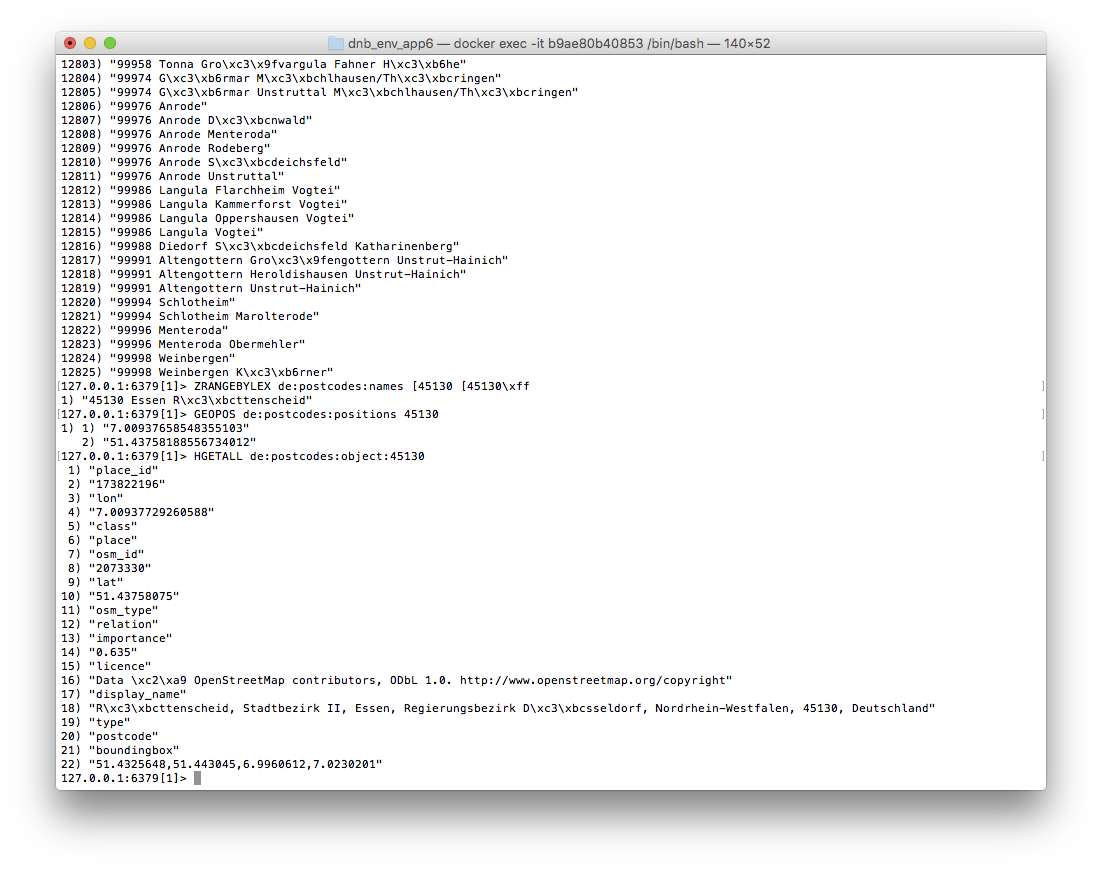 dnb_env_app6 — docker exec -it b9ae80b40853 /bin/bash — 140×52
12803) "99958 Tonna Gro\xc3\x9fvargula Fahner H\xc3\xb6he"
12804) "99974 G\xc3\xb6rmar M\xc3\xbchlhausen/Th\xc3\xbcringen"
12805) "99974 G\xc3\xb6rmar Unstruttal M\xc3\xbchlhausen/Th\xc3\xbcringen"
12806) "99976 Anrode"
12807) "99976 Anrode D\xc3\xbcnwald"
12808) "99976 Anrode Menteroda"
12809) "99976 Anrode Rodeberg"
12810) "99976 Anrode S\xc3\xbcdeichsfeld"
12811) "99976 Anrode Unstruttal"
12812) "99986 Langula Flarchheim Vogtei"
12813) "99986 Langula Kammerforst Vogtei"
12814) "99986 Langula Oppershausen Vogtei"
12815) "99986 Langula Vogtei"
12816) "99988 Diedorf S\xc3\xbcdeichsfeld Katharinenberg"
12817) "99991 Altengottern Gro\xc3\x9fengottern Unstrut-Hainich"
12818) "99991 Altengottern Heroldishausen Unstrut-Hainich"
12819) "99991 Altengottern Unstrut-Hainich"
12820) "99994 Schlotheim"
12821) "99994 Schlotheim Marolterode"
12822) "99996 Menteroda"
12823) "99996 Menteroda Obermehler"
12824) "99998 Weinbergen"
12825) "99998 Weinbergen K\xc3\xb6rner"
[127.0.0.1:6379[1]> ZRANGEBYLEX de:postcodes:names [45130 [45130\xff ]
1) "45130 Essen R\xc3\xbcttenscheid"
[127.0.0.1:6379[1]> GEOPOS de:postcodes:positions 45130 ]
1) 1) "7.00937658548355103"
2) "51.43758188556734012"
[127.0.0.1:6379[1]> HGETALL de:postcodes:object:45130 ]
1) "place_id"
2) "173822196"
3) "lon"
4) "7.00937729260588"
5) "class"
6) "place"
7) "osm_id"
8) "2073330"
9) "lat"
10) "51.43758075"
11) "osm_type"
12) "relation"
13) "importance"
14) "0.635"
15) "licence"
16) "Data \xc2\xa9 OpenStreetMap contributors, ODbL 1.0. http://www.openstreetmap.org/copyright"
17) "display_name"
18) "R\xc3\xbcttenscheid, Stadtbezirk II, Essen, Regierungsbezirk D\xc3\xbcsseldorf, Nordrhein-Westfalen, 45130, Deutschland"
19) "type"
20) "postcode"
21) "boundingbox"
22) "51.4325648,51.443045,6.9960612,7.0230201"
127.0.0.1:6379[1]>